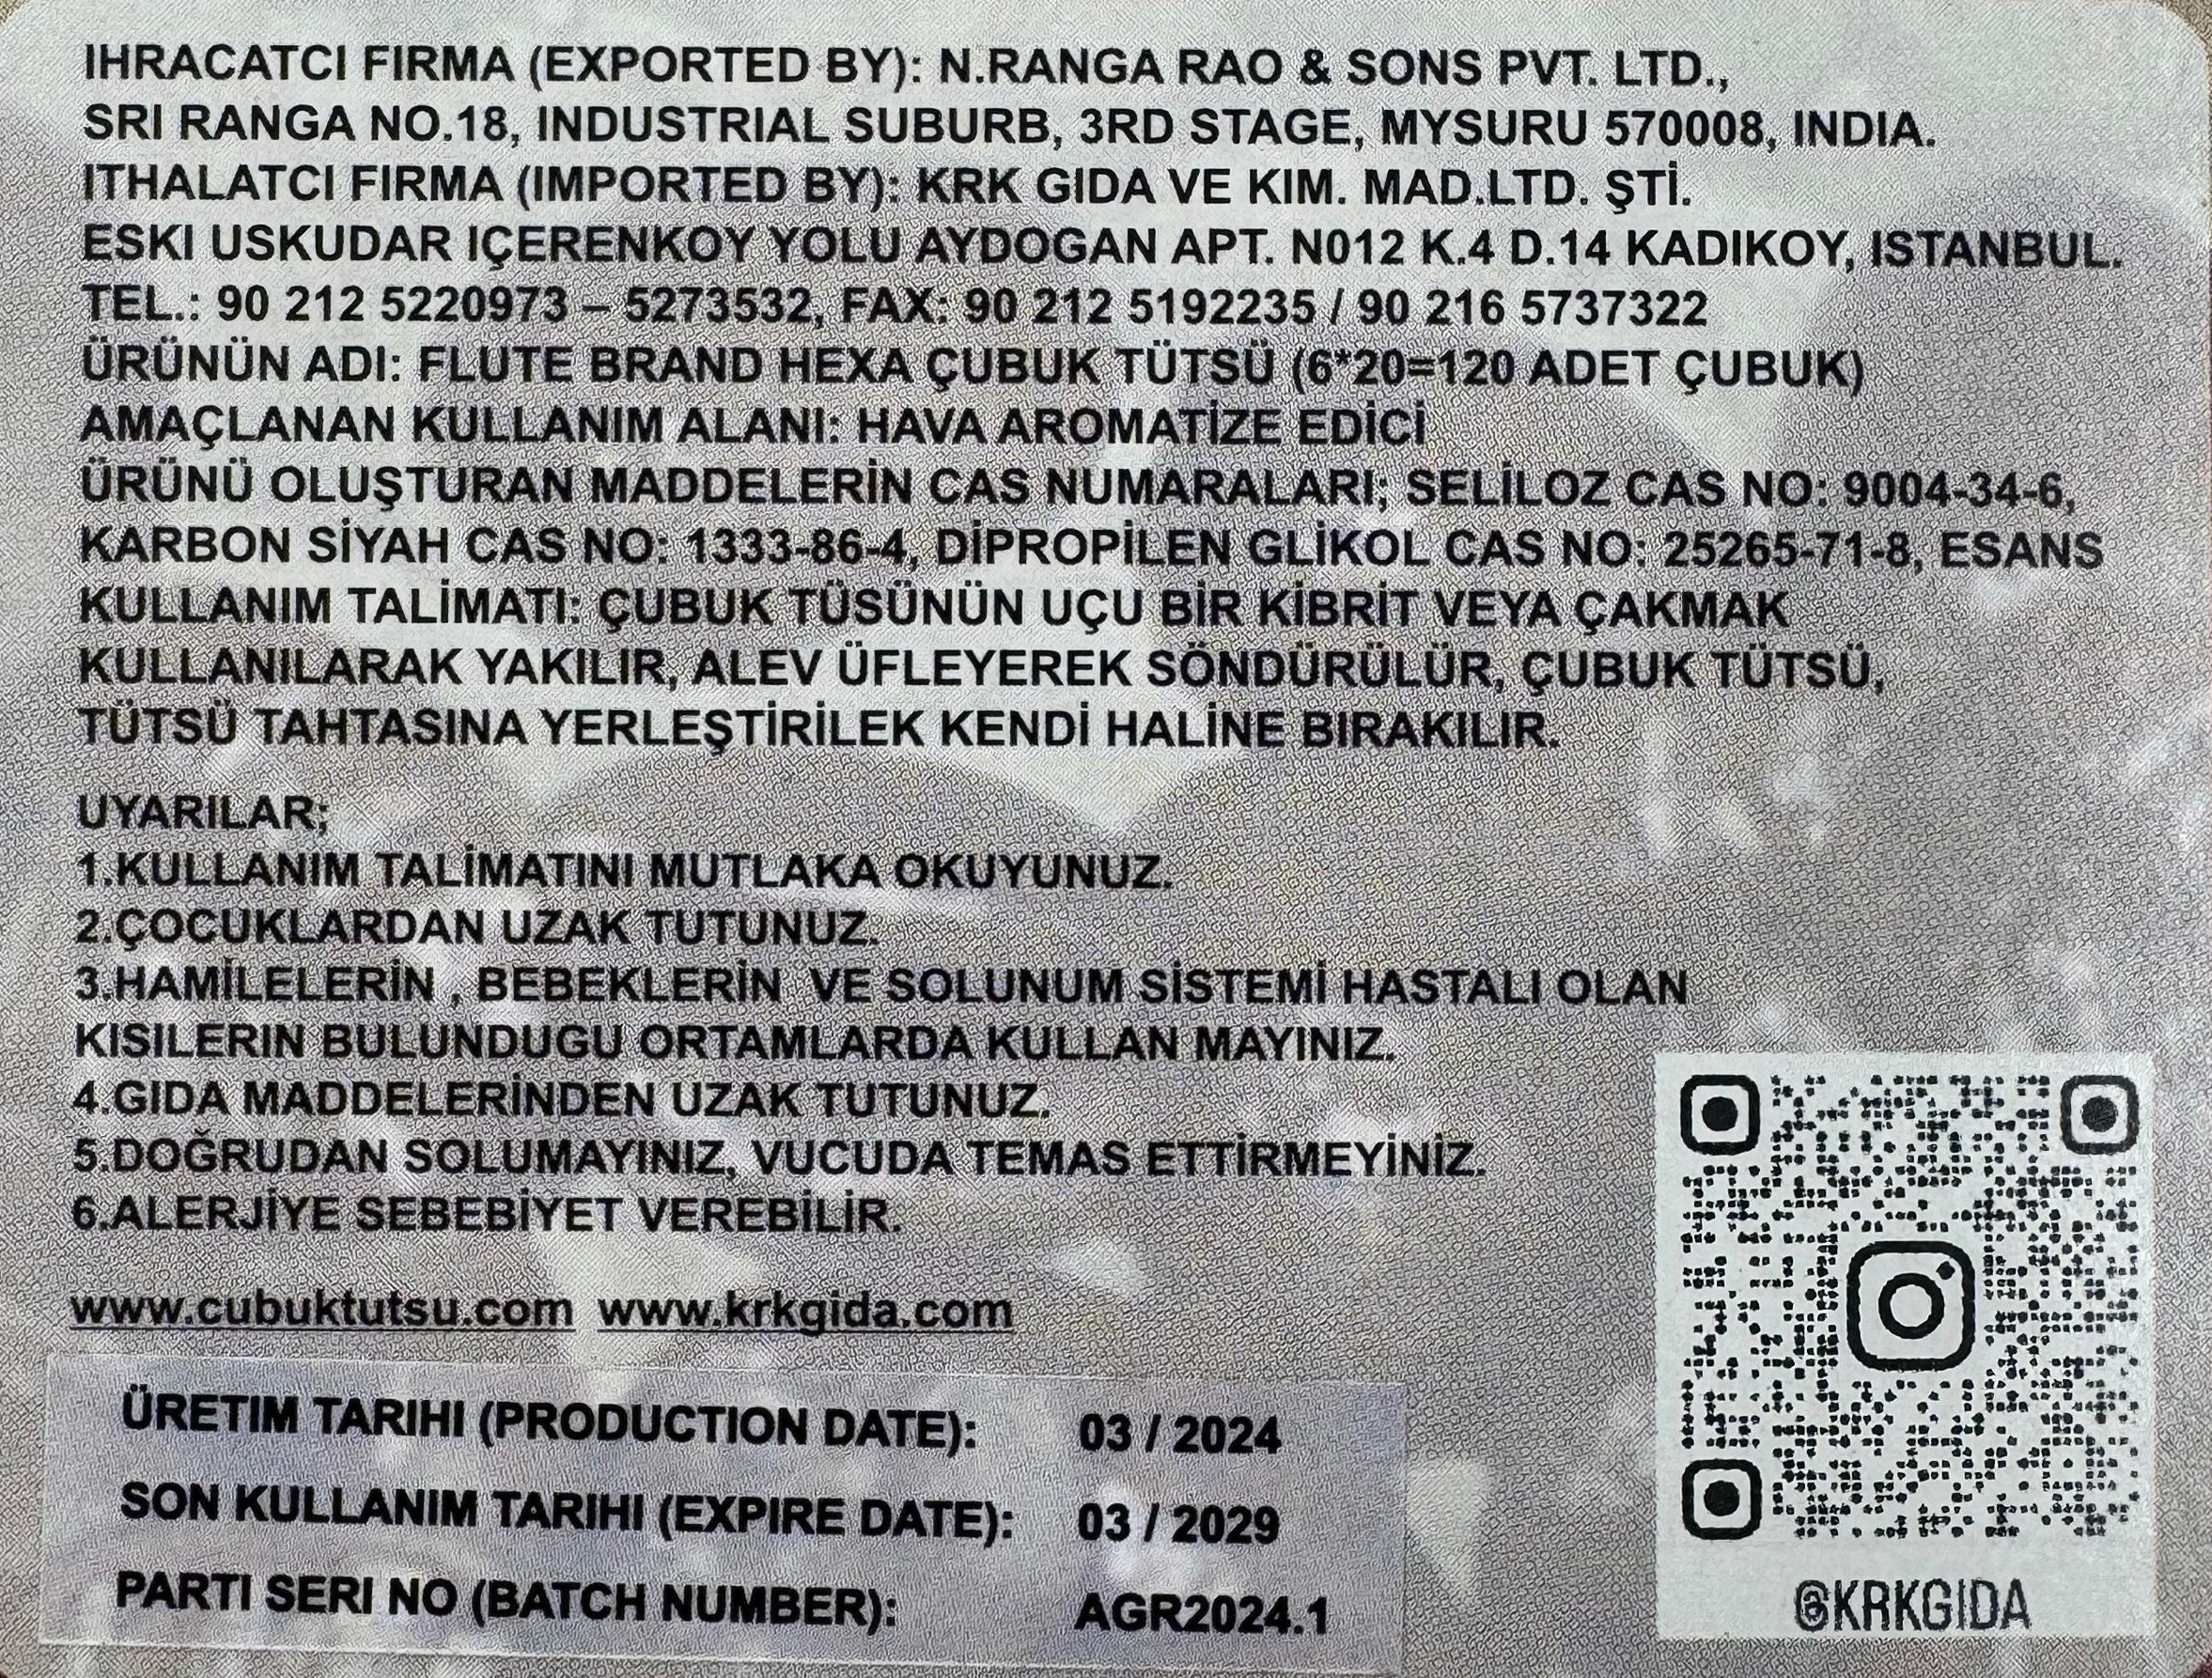 IHRACATCI FIRMA (EXPORTED BY): N.RANGA RAO & SONS PVT. LTD.,
SRI RANGA NO.18, INDUSTRIAL SUBURB, 3RD STAGE, MYSURU 570008, INDIA.
ITHALATCI FIRMA (IMPORTED BY): KRK GIDA VE KIM. MAD.LTD. ŞTİ.
ESKI USKUDAR IÇERENKOY YOLU AYDOGAN APT. N012 K.4 D.14 KADIKOY, ISTANBUL.
TEL.: 90 212 5220973 – 5273532, FAX: 90 212 5192235 / 90 216 5737322
ÜRÜNÜN ADI: FLUTE BRAND HEXA ÇUBUK TÜTSÜ (6*20=120 ADET ÇUBUK)
AMAÇLANAN KULLANIM ALANI: HAVA AROMATİZE EDİCİ
ÜRÜNÜ OLUŞTURAN MADDELERİN CAS NUMARALARI; SELİLOZ CAS NO: 9004-34-6,
KARBON SİYAH CAS NO: 1333-86-4, DİPROPİLEN GLİKOL CAS NO: 25265-71-8, ESANS
KULLANIM TALİMATI: ÇUBUK TÜSÜNÜN UÇU BİR KİBRİT VEYA ÇAKMAK
KULLANILARAK YAKILIR, ALEV ÜFLEYEREK SÖNDÜRÜLÜR, ÇUBUK TÜTSÜ,
TÜTSÜ TAHTASINA YERLEŞTİRİLEK KENDİ HALİNE BIRAKILIR.
UYARILAR;
1.KULLANIM TALİMATINI MUTLAKA OKUYUNUZ.
2.ÇOCUKLARDAN UZAK TUTUNUZ.
3.HAMİLELERİN , BEBEKLERİN VE SOLUNUM SİSTEMİ HASTALI OLAN
KISILERIN BULUNDUGU ORTAMLARDA KULLAN MAYINIZ.
4.GIDA MADDELERİNDEN UZAK TUTUNUZ.
5.DOĞRUDAN SOLUMAYINIZ, VUCUDA TEMAS ETTİRMEYİNİZ.
6.ALERJİYE SEBEBİYET VEREBİLİR.
www.cubuktutsu.com www.krkgida.com
ÜRETIM TARIHI (PRODUCTION DATE): 03 / 2024
SON KULLANIM TARIHI (EXPIRE DATE): 03 / 2029
PARTI SERI NO (BATCH NUMBER): AGR2024.1
@KRKGIDA